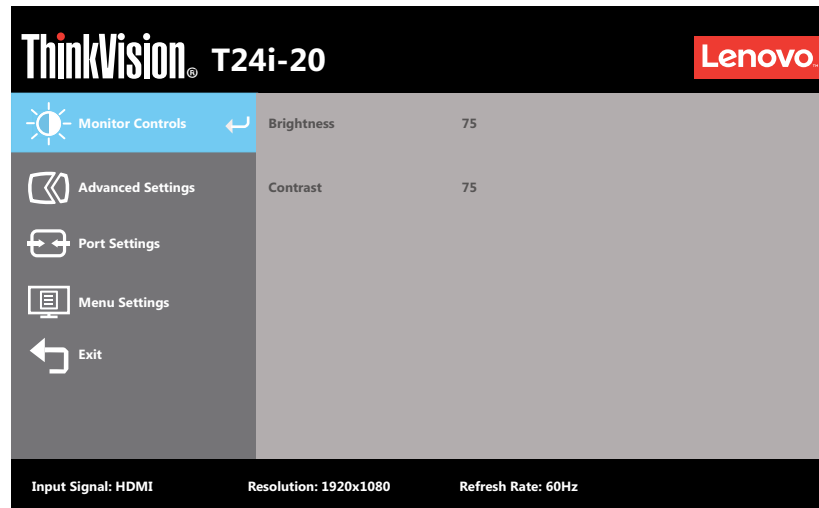 ThinkVision® T24i-20
Lenovo™
Monitor Controls
Brightness 75
Advanced Settings
Contrast 75
Port Settings
Menu Settings
Exit
Input Signal: HDMI Resolution: 1920x1080 Refresh Rate: 60Hz